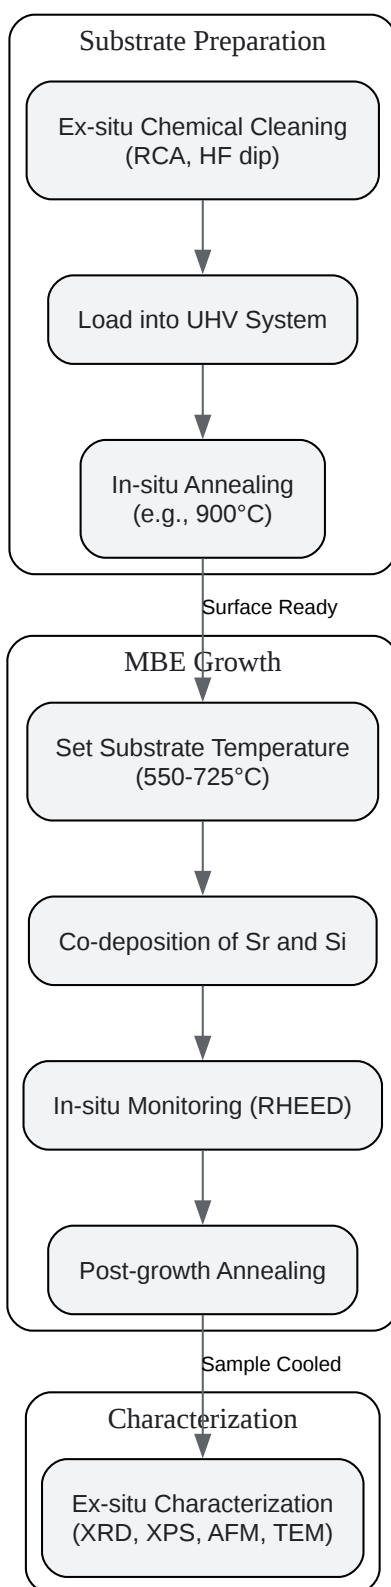 Substrate Preparation
Ex-situ Chemical Cleaning
(RCA, HF dip)
Load into UHV System
In-situ Annealing
(e.g., 900°C)
Surface Ready
MBE Growth
Set Substrate Temperature
(550-725°C)
Co-deposition of Sr and Si
In-situ Monitoring (RHEED)
Post-growth Annealing
Sample Cooled
Characterization
Ex-situ Characterization
(XRD, XPS, AFM, TEM)